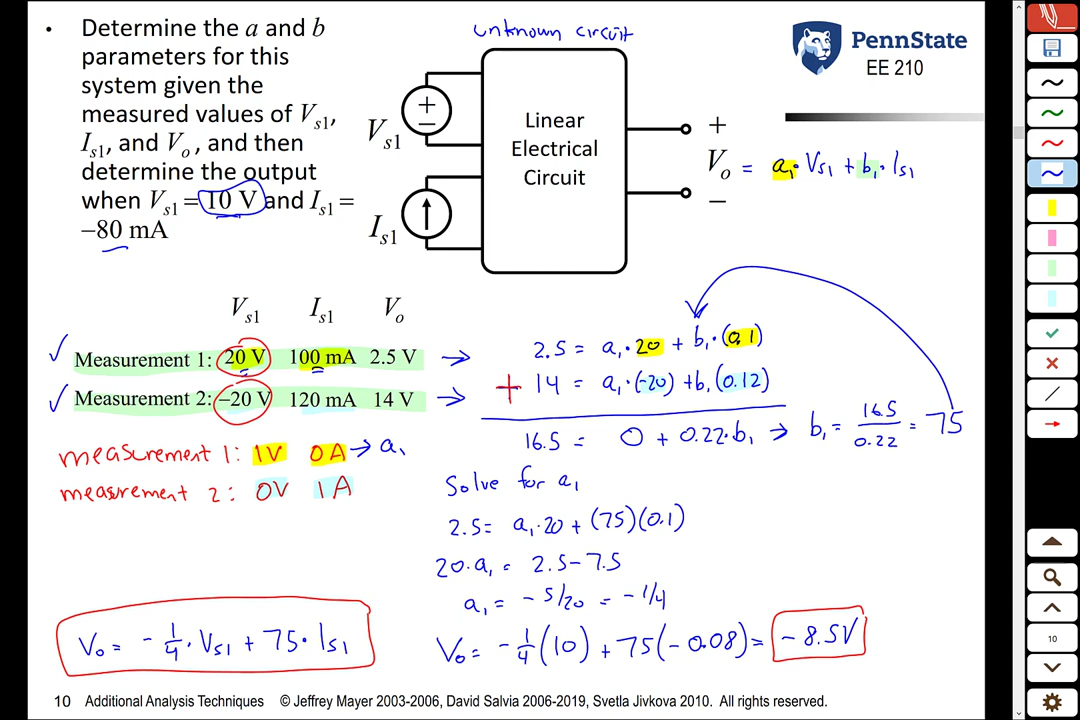 • Determine the a and b
parameters for this
system given the
measured values of Vs1,
Is1, and Vo, and then
determine the output
when Vs1 = 10 V and Is1 =
−80 mA
unknown circuit
Vs1
+
−
Is1
Linear
Electrical
Circuit
+
Vo = a₁·Vs1 + b₁·Is1
−
PennState
EE 210
Vs1 Is1 Vo
✓ Measurement 1: 20 V 100 mA 2.5 V →
✓ Measurement 2: −20 V 120 mA 14 V →
measurement 1: 1V 0A → a₁
measrement 2: 0V 1A
2.5 = a₁·20 + b₁·(0.1)
+ 14 = a₁·(-20) + b₁(0.12)
16.5 = 0 + 0.22·b₁ → b₁ = 16.5/0.22 = 75
Solve for a₁
2.5 = a₁·20 + (75)(0.1)
20·a₁ = 2.5 - 7.5
a₁ = - 5/20 = - 1/4
Vo = - 1/4 · Vs1 + 75 · Is1
Vo = - 1/4 (10) + 75(-0.08) = - 8.5V
10 Additional Analysis Techniques © Jeffrey Mayer 2003-2006, David Salvia 2006-2019, Svetla Jivkova 2010. All rights reserved.
10